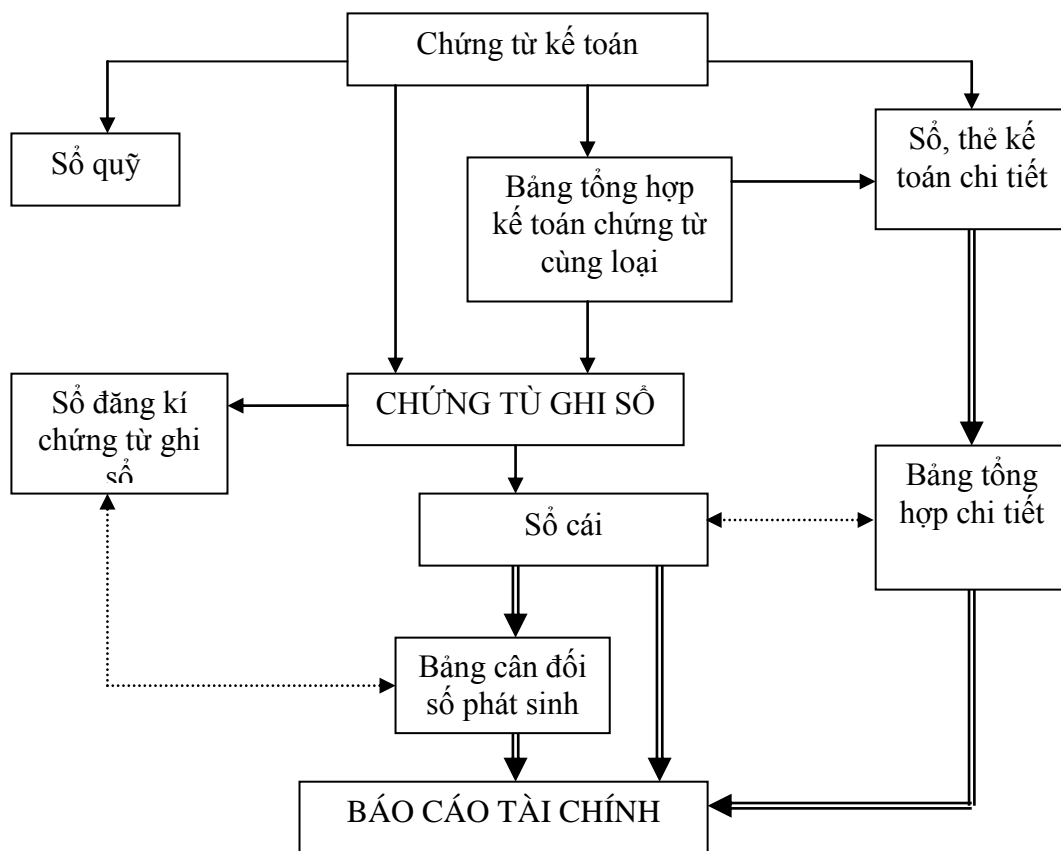 Chứng từ kế toán
Sổ quỹ
Sổ, thẻ kế
toán chi tiết
Bảng tổng hợp
kế toán chứng từ
cùng loại
Sổ đăng kí
chứng từ ghi
sổ
CHỨNG TÙ GHI SỔ
Bảng tổng
hợp chi tiết
Sổ cái
Bảng cân đối
số phát sinh
BÁO CÁO TÀI CHÍNH